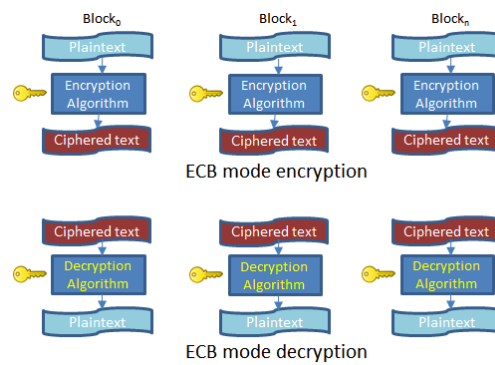 Block0 Block1 Blockn
Plaintext Plaintext Plaintext
Encryption Encryption Encryption
Algorithm Algorithm Algorithm
Ciphered text Ciphered text Ciphered text
ECB mode encryption
Ciphered text Ciphered text Ciphered text
Decryption Decryption Decryption
Algorithm Algorithm Algorithm
Plaintext Plaintext Plaintext
ECB mode decryption